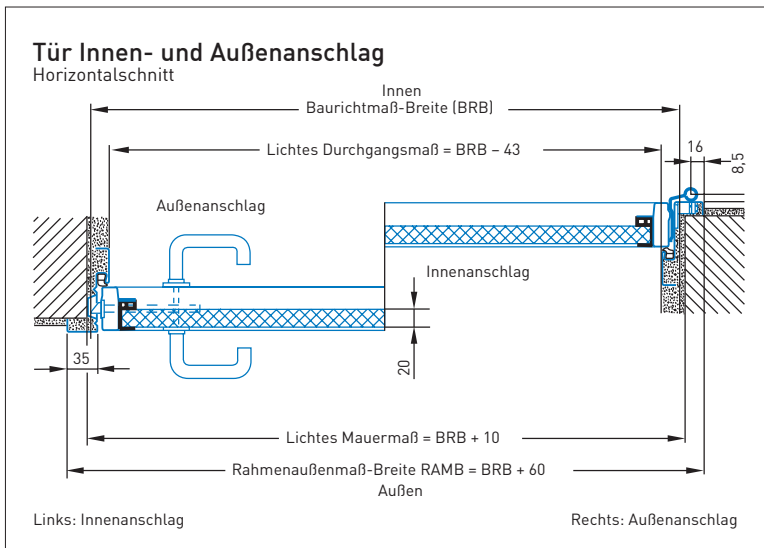 Tür Innen- und Außenanschlag
Horizontalschnitt
Innen
Baurichtmaß-Breite (BRB)
Lichtes Durchgangsmaß = BRB – 43
16
8,5
Außenanschlag
Innenanschlag
35
20
Lichtes Mauermaß = BRB + 10
Rahmenaußenmaß-Breite RAMB = BRB + 60
Außen
Links: Innenanschlag
Rechts: Außenanschlag